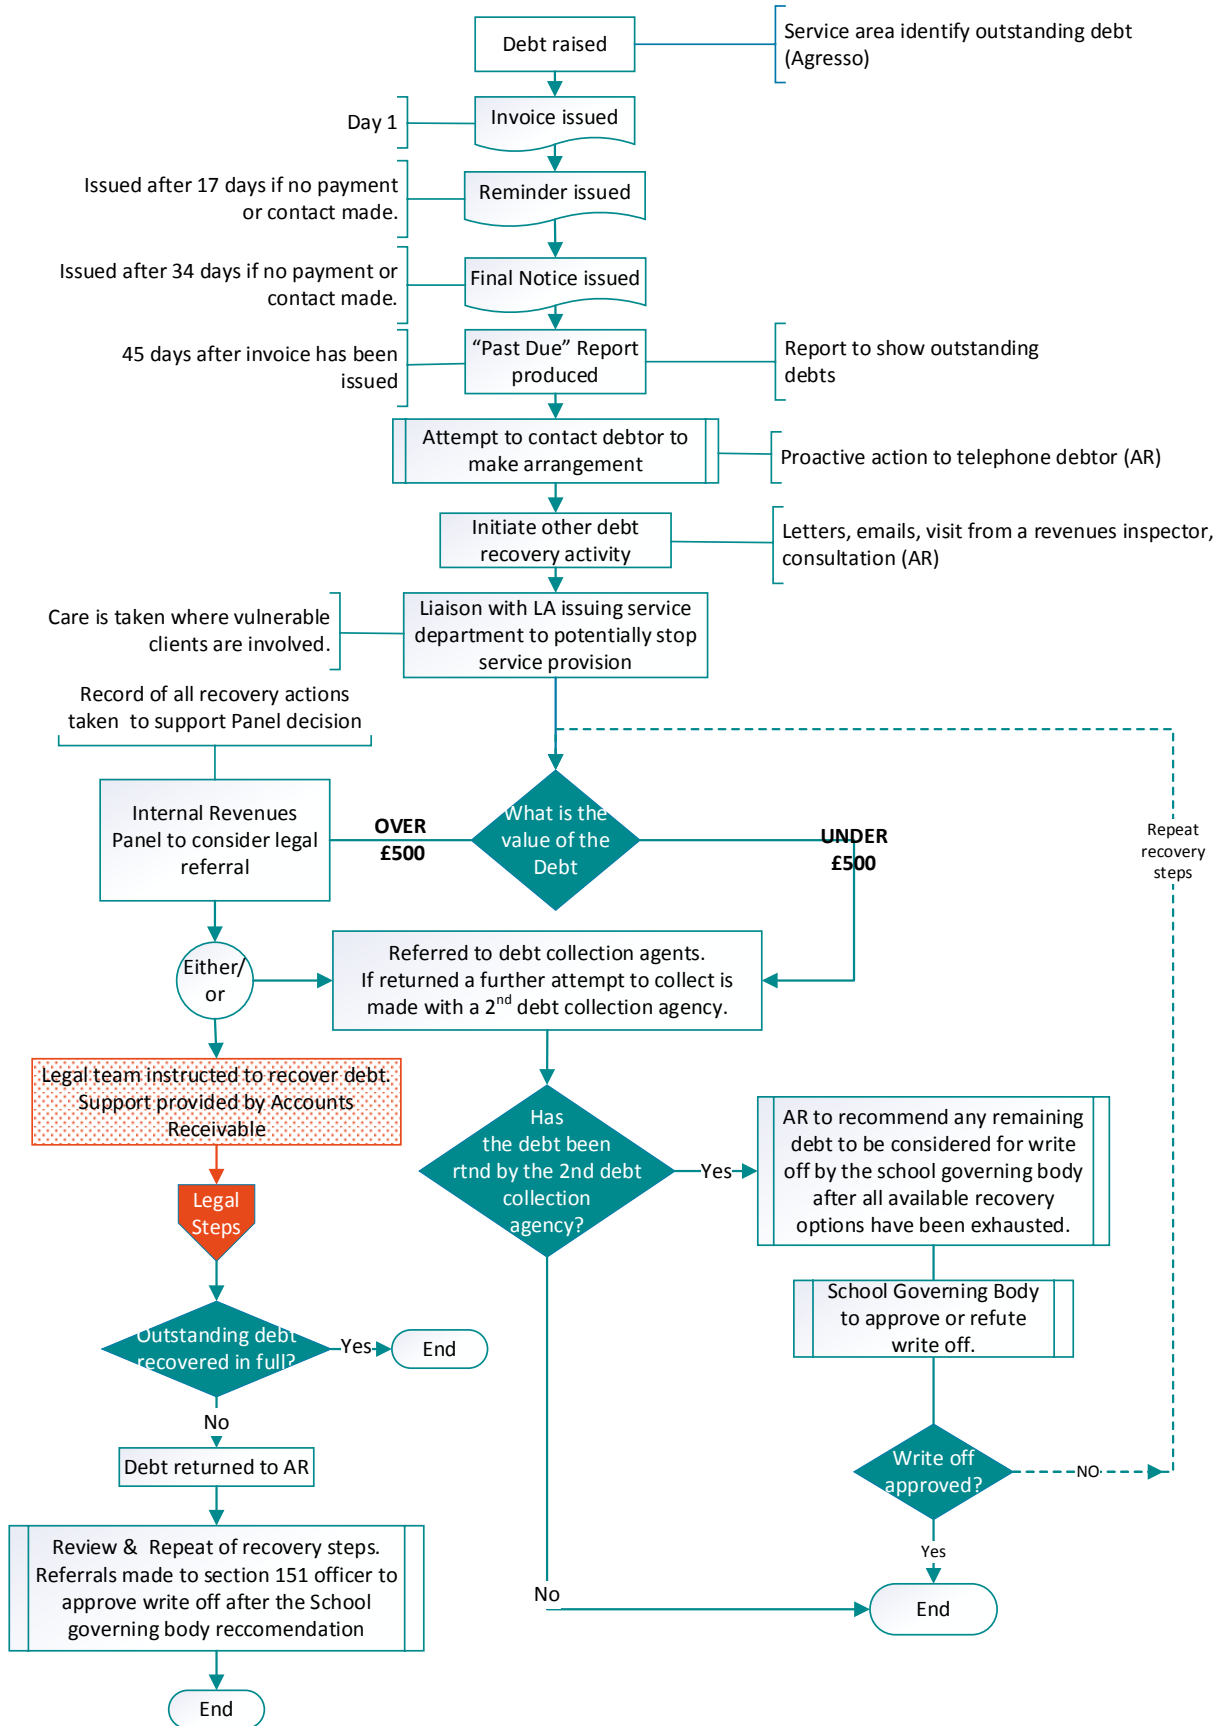 Debt raised
Service area identify outstanding debt
(Agresso)
Day 1
Invoice issued
Issued after 17 days if no payment
or contact made.
Reminder issued
Issued after 34 days if no payment or
contact made.
Final Notice issued
45 days after invoice has been
issued
“Past Due” Report
produced
Report to show outstanding
debts
Attempt to contact debtor to
make arrangement
Proactive action to telephone debtor (AR)
Initiate other debt
recovery activity
Letters, emails, visit from a revenues inspector,
consultation (AR)
Care is taken where vulnerable
clients are involved.
Liaison with LA issuing service
department to potentially stop
service provision
Record of all recovery actions
taken to support Panel decision
Internal Revenues
Panel to consider legal
referral
OVER
£500
What is the
value of the
Debt
UNDER
£500
Repeat
recovery
steps
Either/
or
Referred to debt collection agents.
If returned a further attempt to collect is
made with a 2nd debt collection agency.
Legal team instructed to recover debt.
Support provided by Accounts
Receivable
Legal
Steps
Has
the debt been
rtnd by the 2nd debt
collection
agency?
Yes
AR to recommend any remaining
debt to be considered for write
off by the school governing body
after all available recovery
options have been exhausted.
School Governing Body
to approve or refute
write off.
Outstanding debt
recovered in full?
Yes
End
No
Debt returned to AR
Write off
approved?
NO
Review & Repeat of recovery steps.
Referrals made to section 151 officer to
approve write off after the School
governing body reccomendation
Yes
No
End
End